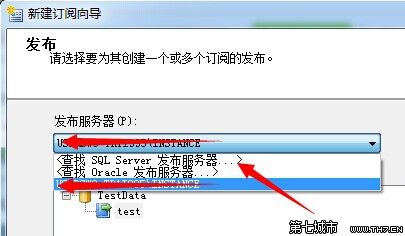 新建订阅向导
发布
请选择要为其创建一个或多个订阅的发布。
发布服务器(P):
<查找 SQL Server 发布服务器...>
<查找 Oracle 发布服务器...>
TestData
test
第七城市
WWW.TH7.CN